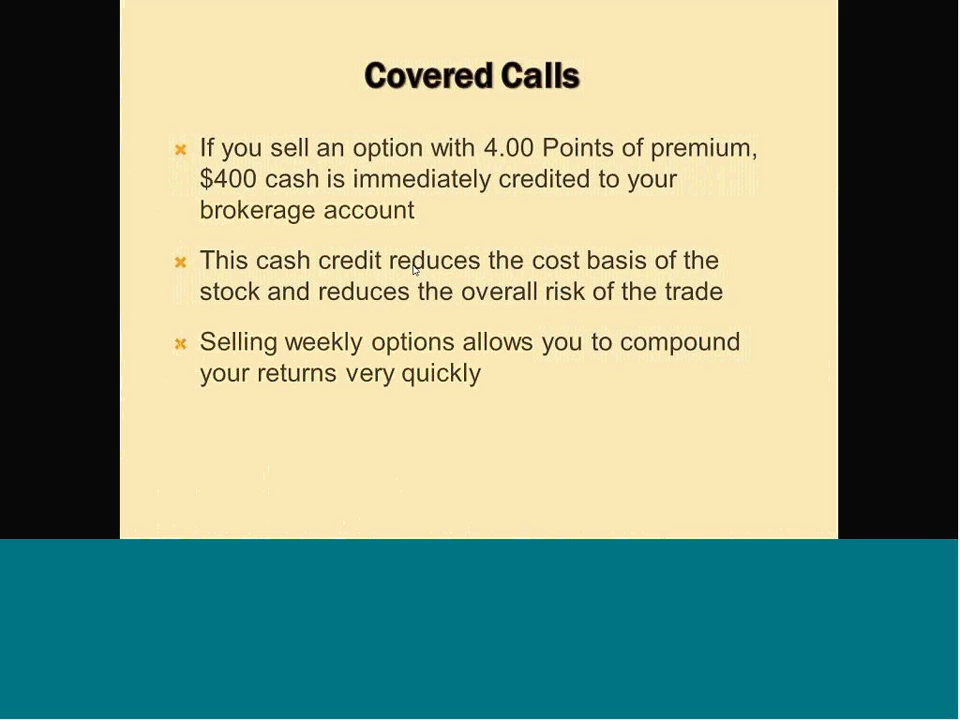 Covered Calls
If you sell an option with 4.00 Points of premium,
$400 cash is immediately credited to your
brokerage account
This cash credit reduces the cost basis of the
stock and reduces the overall risk of the trade
Selling weekly options allows you to compound
your returns very quickly